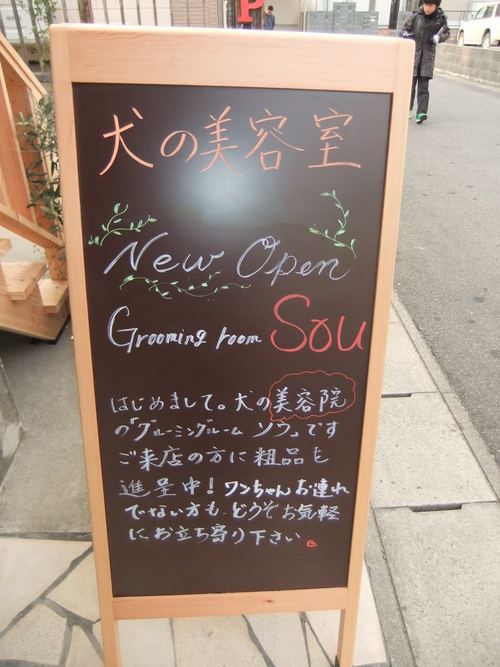 P
犬の美容室
New Open
Grooming room Sou
はじめまして。犬の美容院
の「グルーミングルーム ソウ」です
ご来店の方に粗品を
進呈中！ワンちゃんお連れ
でない方も、どうぞお気軽
にお立ち寄り下さい。